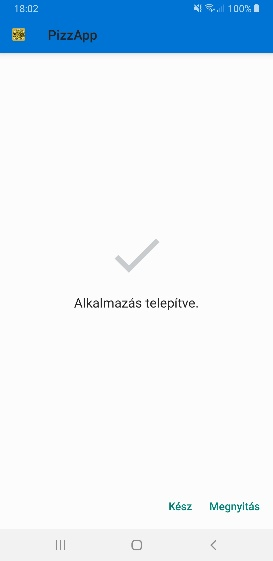 18:02 100%
PizzApp
Alkalmazás telepítve.
Kész Megnyitás